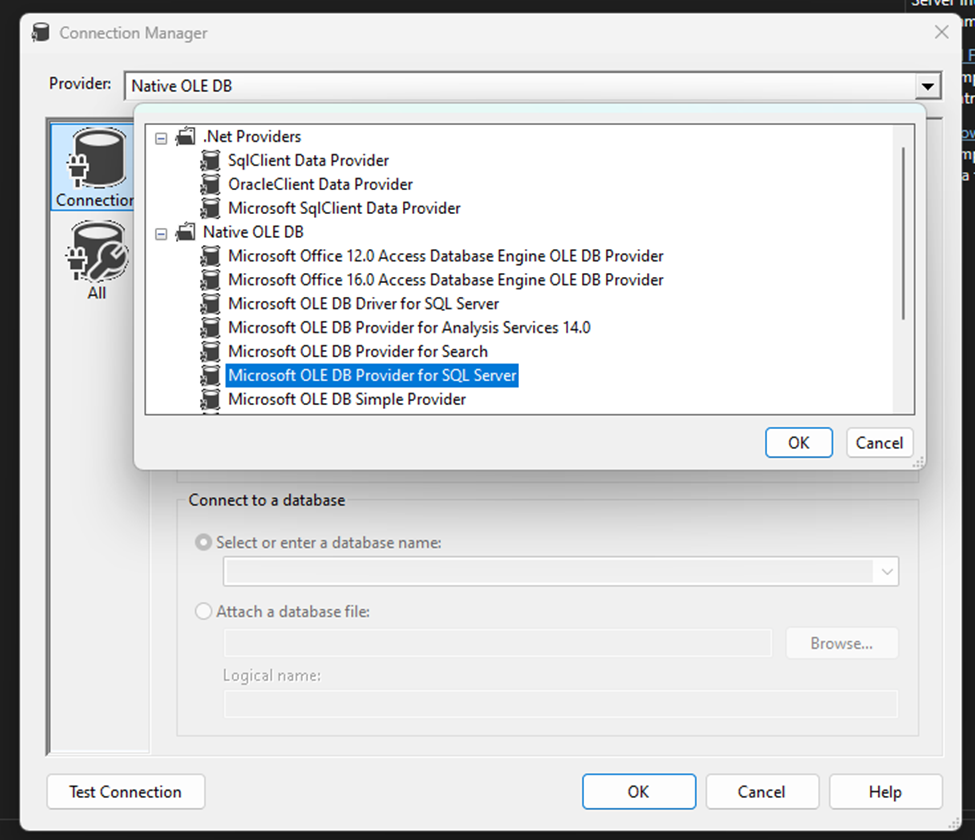 Connection Manager
Provider:
Native OLE DB
.Net Providers
SqlClient Data Provider
OracleClient Data Provider
Microsoft SqlClient Data Provider
Native OLE DB
Microsoft Office 12.0 Access Database Engine OLE DB Provider
Microsoft Office 16.0 Access Database Engine OLE DB Provider
Microsoft OLE DB Driver for SQL Server
Microsoft OLE DB Provider for Analysis Services 14.0
Microsoft OLE DB Provider for Search
Microsoft OLE DB Provider for SQL Server
Microsoft OLE DB Simple Provider
OK
Cancel
Connection
All
Connect to a database
Select or enter a database name:
Attach a database file:
Browse...
Logical name:
Test Connection
OK
Cancel
Help